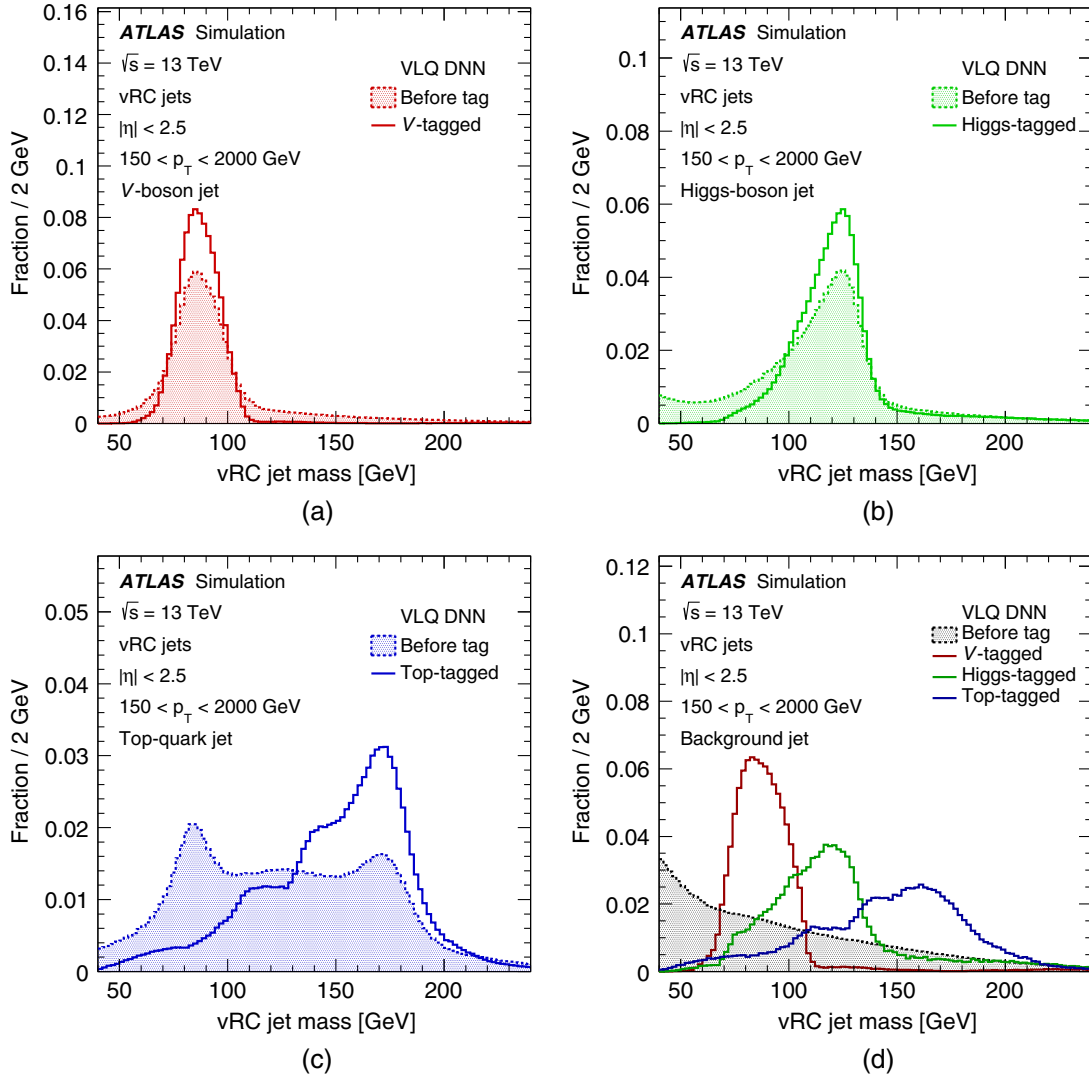 ATLAS Simulation
√s = 13 TeV
vRC jets
|η| < 2.5
150 < p_T < 2000 GeV
V-boson jet
VLQ DNN
Before tag
V-tagged
Fraction / 2 GeV
0.16
0.14
0.12
0.1
0.08
0.06
0.04
0.02
0
50 100 150 200
vRC jet mass [GeV]
(a)
ATLAS Simulation
√s = 13 TeV
vRC jets
|η| < 2.5
150 < p_T < 2000 GeV
Higgs-boson jet
VLQ DNN
Before tag
Higgs-tagged
Fraction / 2 GeV
0.1
0.08
0.06
0.04
0.02
0
50 100 150 200
vRC jet mass [GeV]
(b)
ATLAS Simulation
√s = 13 TeV
vRC jets
|η| < 2.5
150 < p_T < 2000 GeV
Top-quark jet
VLQ DNN
Before tag
Top-tagged
Fraction / 2 GeV
0.05
0.04
0.03
0.02
0.01
0
50 100 150 200
vRC jet mass [GeV]
(c)
ATLAS Simulation
√s = 13 TeV
vRC jets
|η| < 2.5
150 < p_T < 2000 GeV
Background jet
VLQ DNN
Before tag
V-tagged
Higgs-tagged
Top-tagged
Fraction / 2 GeV
0.12
0.1
0.08
0.06
0.04
0.02
0
50 100 150 200
vRC jet mass [GeV]
(d)